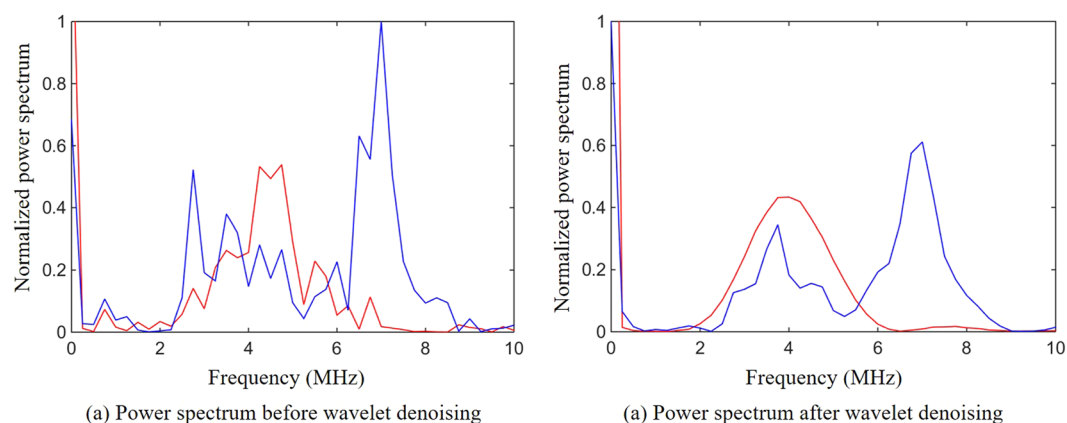 Normalized power spectrum
1
0.8
0.6
0.4
0.2
0
0 2 4 6 8 10
Frequency (MHz)
(a) Power spectrum before wavelet denoising
Normalized power spectrum
1
0.8
0.6
0.4
0.2
0
0 2 4 6 8 10
Frequency (MHz)
(a) Power spectrum after wavelet denoising